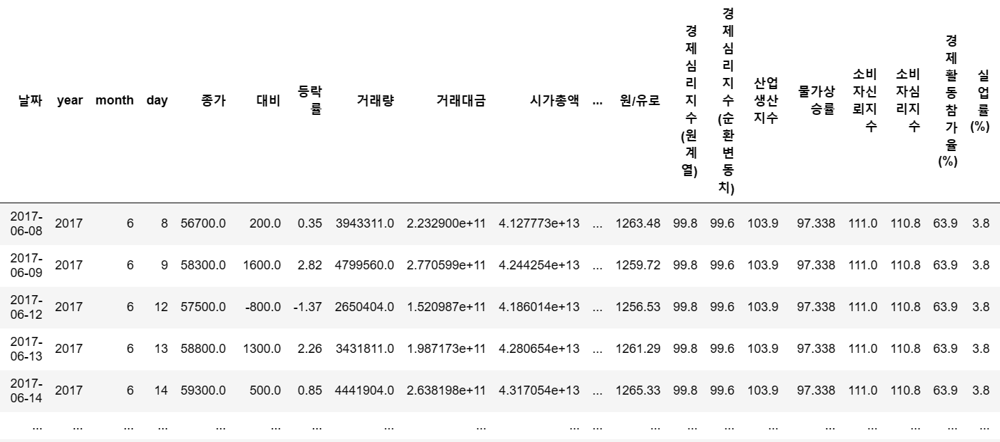 날짜 year month day 종가 대비 등락률 거래량 거래대금 시가총액 ... 원/유로 경제심리지수(원계열) 경제심리지수(순환변동치) 산업생산지수 물가상승률 소비자신뢰지수 소비자심리지수 경제활동참가율(%) 실업률(%)
2017-06-08 2017 6 8 56700.0 200.0 0.35 3943311.0 2.232900e+11 4.127773e+13 ... 1263.48 99.8 99.6 103.9 97.338 111.0 110.8 63.9 3.8
2017-06-09 2017 6 9 58300.0 1600.0 2.82 4799560.0 2.770599e+11 4.244254e+13 ... 1259.72 99.8 99.6 103.9 97.338 111.0 110.8 63.9 3.8
2017-06-12 2017 6 12 57500.0 -800.0 -1.37 2650404.0 1.520987e+11 4.186014e+13 ... 1256.53 99.8 99.6 103.9 97.338 111.0 110.8 63.9 3.8
2017-06-13 2017 6 13 58800.0 1300.0 2.26 3431811.0 1.987173e+11 4.280654e+13 ... 1261.29 99.8 99.6 103.9 97.338 111.0 110.8 63.9 3.8
2017-06-14 2017 6 14 59300.0 500.0 0.85 4441904.0 2.638198e+11 4.317054e+13 ... 1265.33 99.8 99.6 103.9 97.338 111.0 110.8 63.9 3.8
... ... ... ... ... ... ... ... ... ... ... ... ... ... ... ... ... ... ... ...